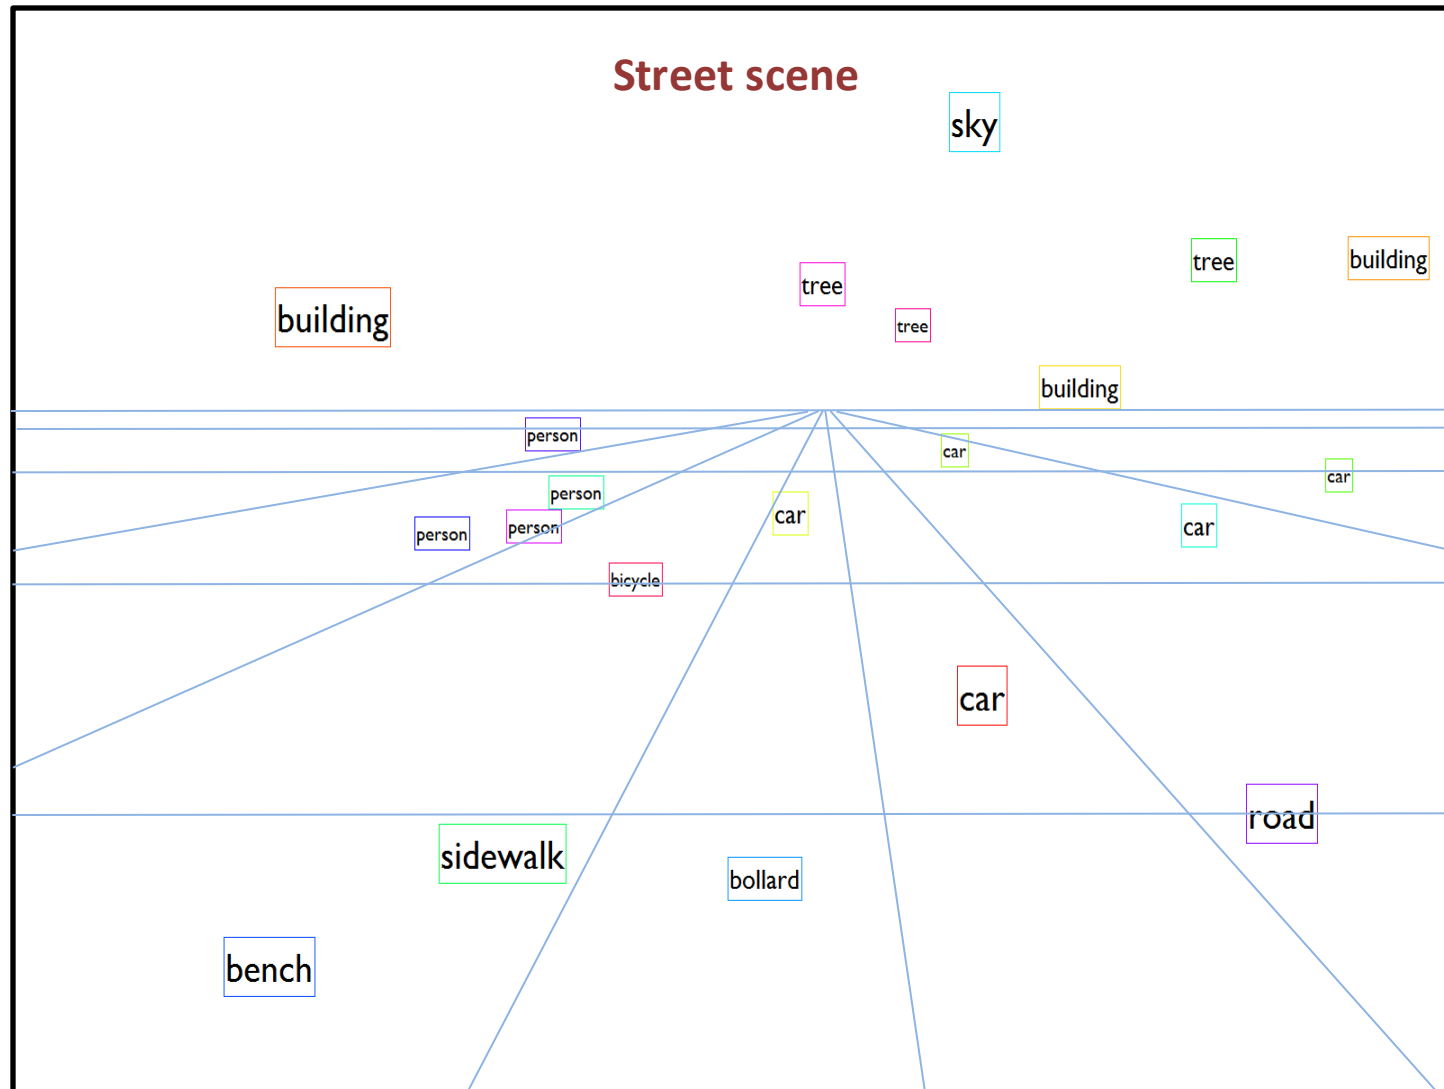 Street scene
sky
tree
building
tree
building
tree
building
person
car
car
person
car
car
person
person
bicycle
car
road
sidewalk
bollard
bench